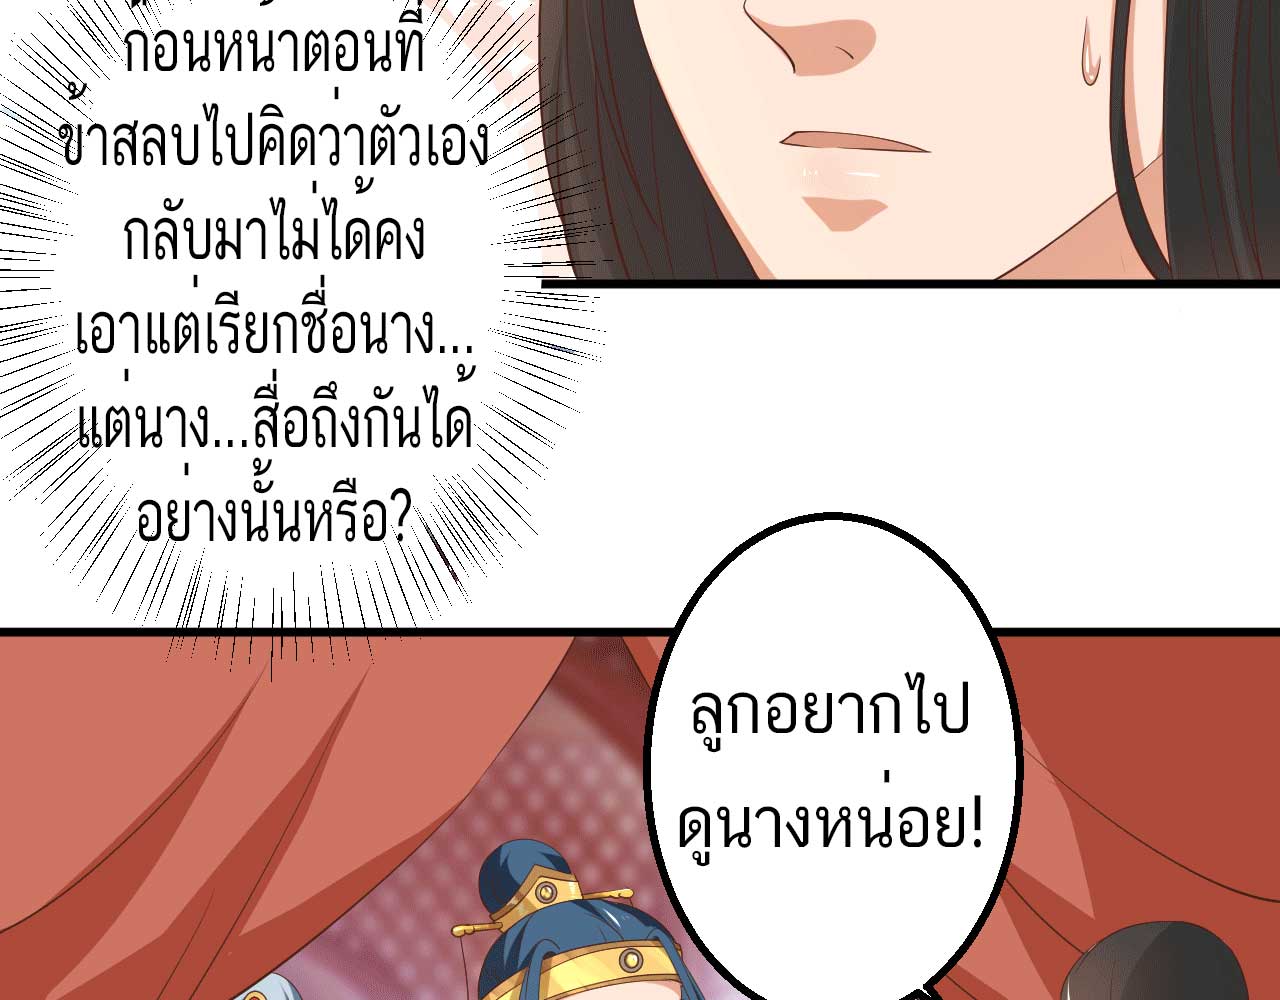 ก่อนหน้าตอนที่
ข้าสลบไปคิดว่าตัวเอง
กลับมาไม่ได้คง
เอาแต่เรียกชื่อนาง...
แต่นาง...สื่อถึงกันได้
อย่างนั้นหรือ?
ลูกอยากไป
ดูนางหน่อย!